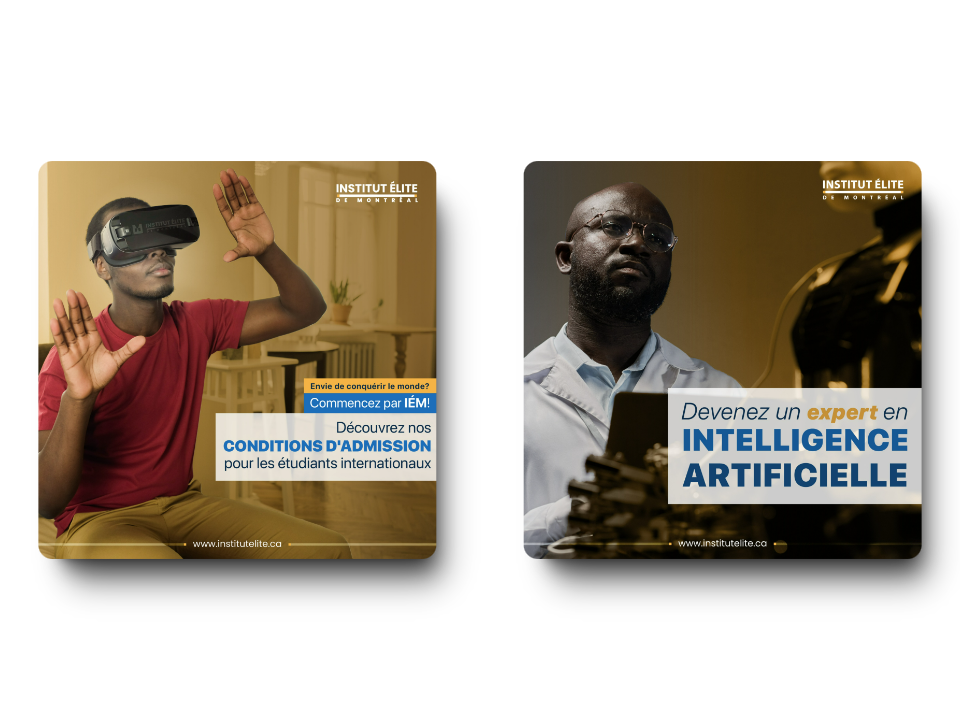 INSTITUT ÉLITE
DE MONTRÉAL
Envie de conquérir le monde?
Commencez par IÉM!
Découvrez nos
CONDITIONS D'ADMISSION
pour les étudiants internationaux
www.institutelite.ca
INSTITUT ÉLITE
DE MONTRÉAL
Devenez un expert en
INTELLIGENCE
ARTIFICIELLE
www.institutelite.ca